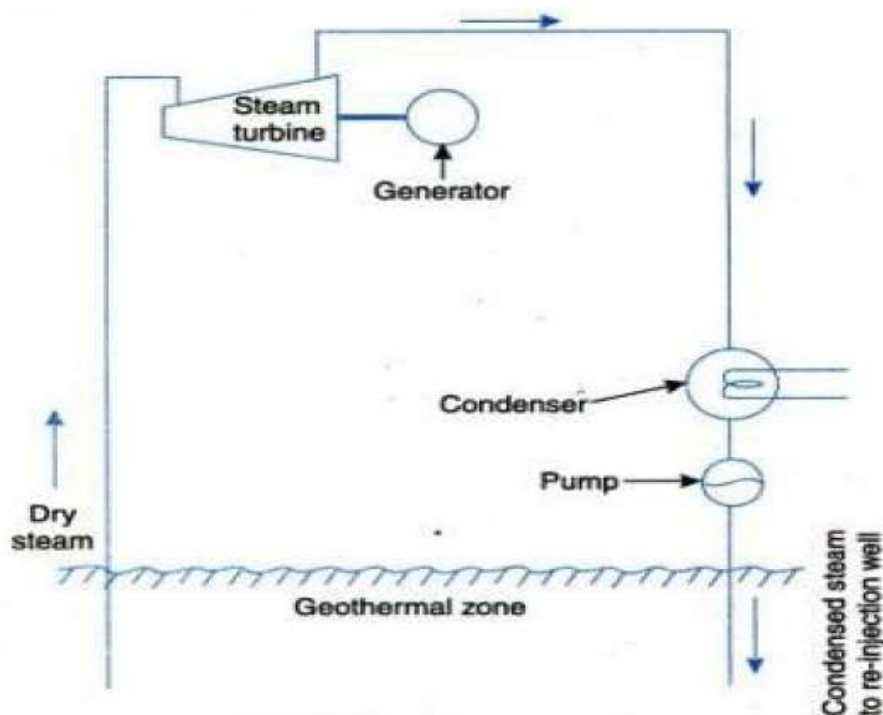 Steam
turbine
Generator
Condenser
Pump
Dry
steam
Geothermal zone
Condensed steam
to re-injection well